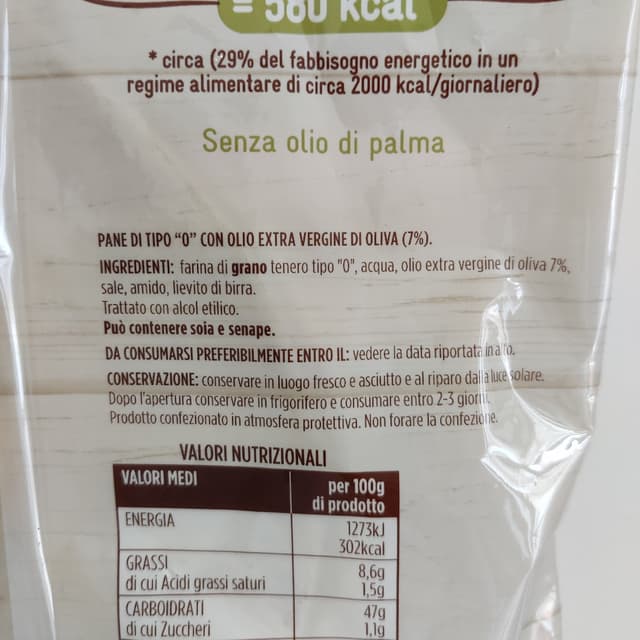 = 580 kcal
* circa (29% del fabbisogno energetico in un
regime alimentare di circa 2000 kcal/giornaliero)
Senza olio di palma
PANE DI TIPO "0" CON OLIO EXTRA VERGINE DI OLIVA (7%).
INGREDIENTI: farina di grano tenero tipo "0", acqua, olio extra vergine di oliva 7%,
sale, amido, lievito di birra.
Trattato con alcol etilico.
Può contenere soia e senape.
DA CONSUMARSI PREFERIBILMENTE ENTRO IL: vedere la data riportata in alto.
CONSERVAZIONE: conservare in luogo fresco e asciutto e al riparo dalla luce solare.
Dopo l'apertura conservare in frigorifero e consumare entro 2-3 giorni.
Prodotto confezionato in atmosfera protettiva. Non forare la confezione.
VALORI NUTRIZIONALI
VALORI MEDI per 100g
di prodotto
ENERGIA 1273kJ
302kcal
GRASSI 8,6g
di cui Acidi grassi saturi 1,5g
CARBOIDRATI 47g
di cui Zuccheri 1,1g